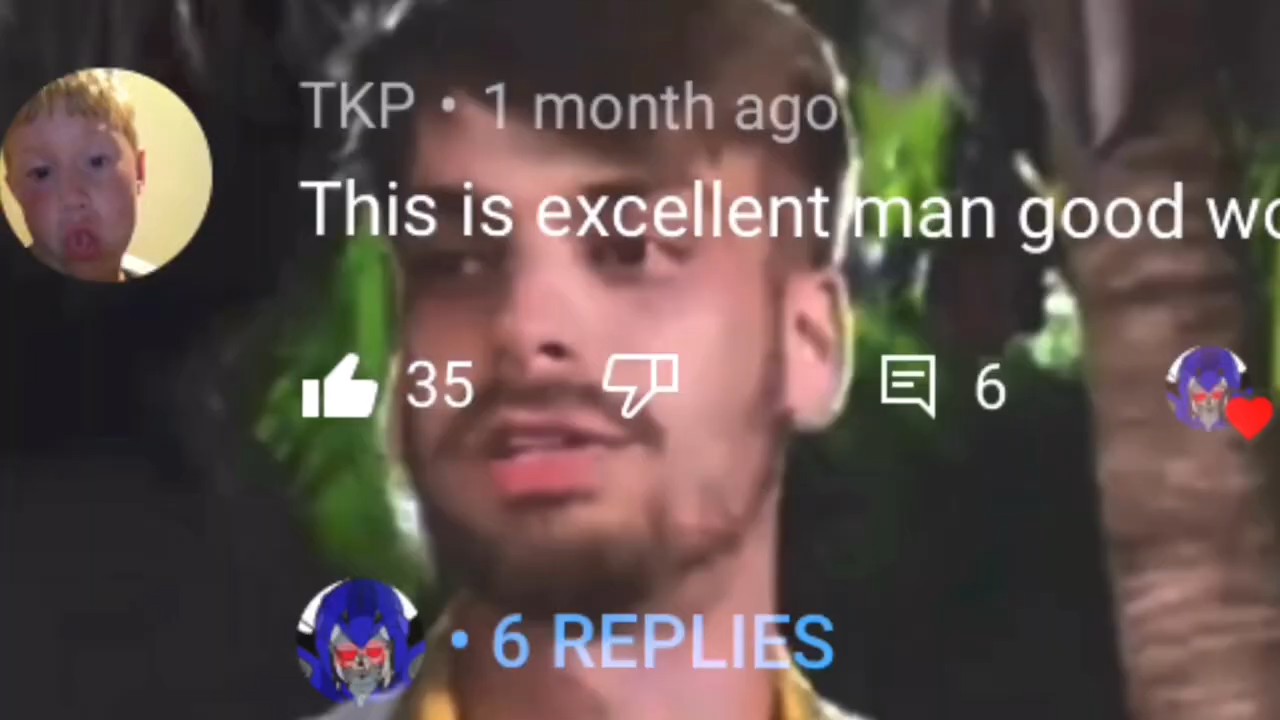 TKP • 1 month ago
This is excellent man good
35 6
• 6 REPLIES